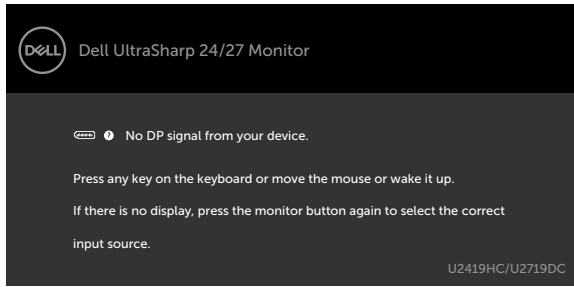 DELL
Dell UltraSharp 24/27 Monitor
? No DP signal from your device.
Press any key on the keyboard or move the mouse or wake it up.
If there is no display, press the monitor button again to select the correct
input source.
U2419HC/U2719DC